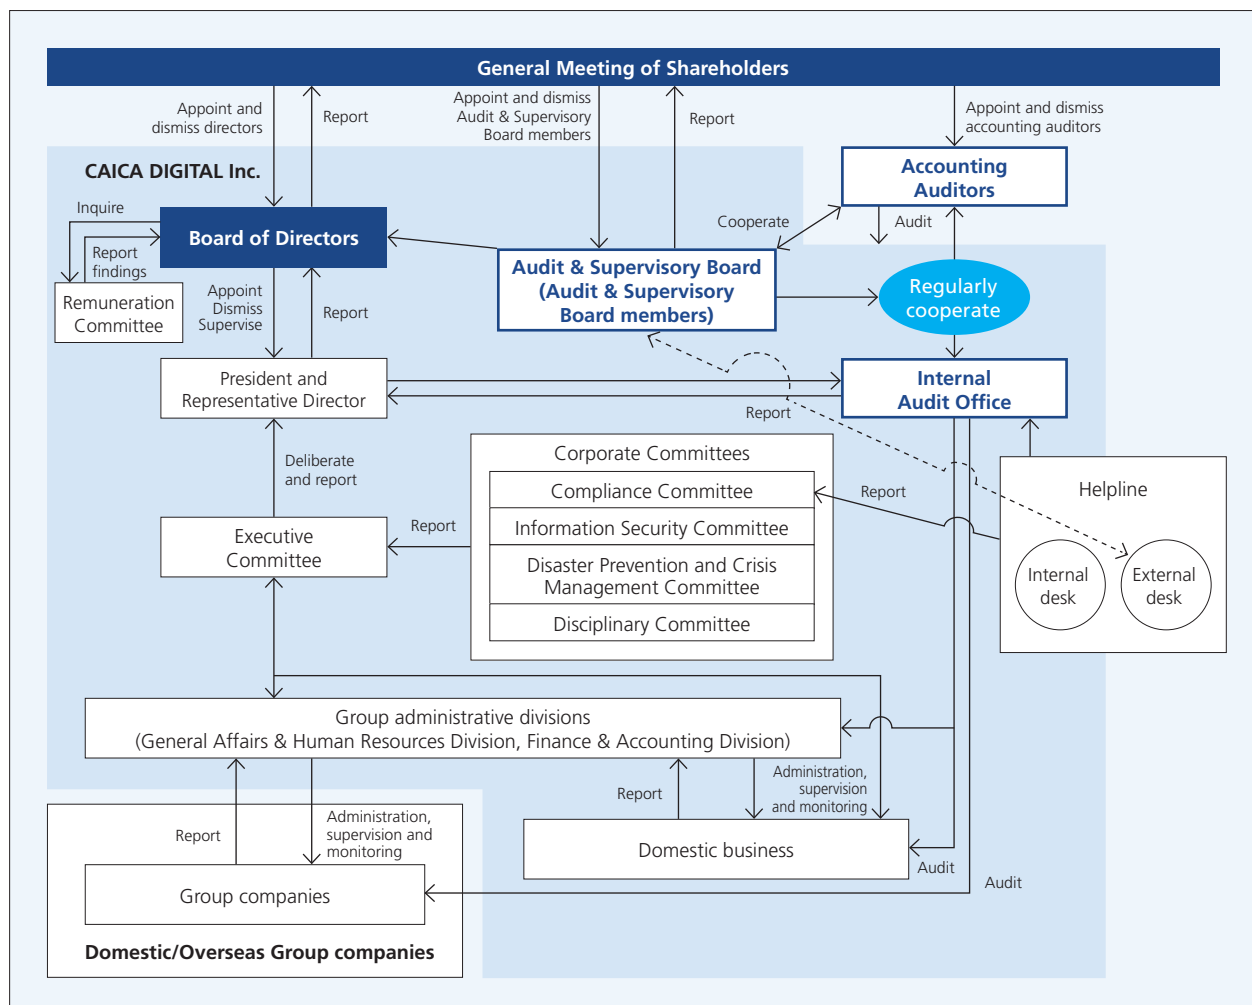 General Meeting of Shareholders
Appoint and
dismiss directors
Report
Appoint and dismiss
Audit & Supervisory
Board members
Report
Appoint and dismiss
accounting auditors
CAICA DIGITAL Inc.
Accounting
Auditors
Inquire
Board of Directors
Cooperate
Audit
Report
findings
Audit & Supervisory Board
(Audit & Supervisory
Board members)
Regularly
cooperate
Remuneration
Committee
Appoint
Dismiss
Supervise
Report
President and
Representative Director
Internal
Audit Office
Report
Deliberate
and report
Corporate Committees
Compliance Committee
Information Security Committee
Disaster Prevention and Crisis
Management Committee
Disciplinary Committee
Report
Helpline
Internal
desk
External
desk
Executive
Committee
Report
Group administrative divisions
(General Affairs & Human Resources Division, Finance & Accounting Division)
Report
Administration,
supervision and
monitoring
Report
Administration,
supervision
and monitoring
Domestic business
Audit
Audit
Group companies
Domestic/Overseas Group companies